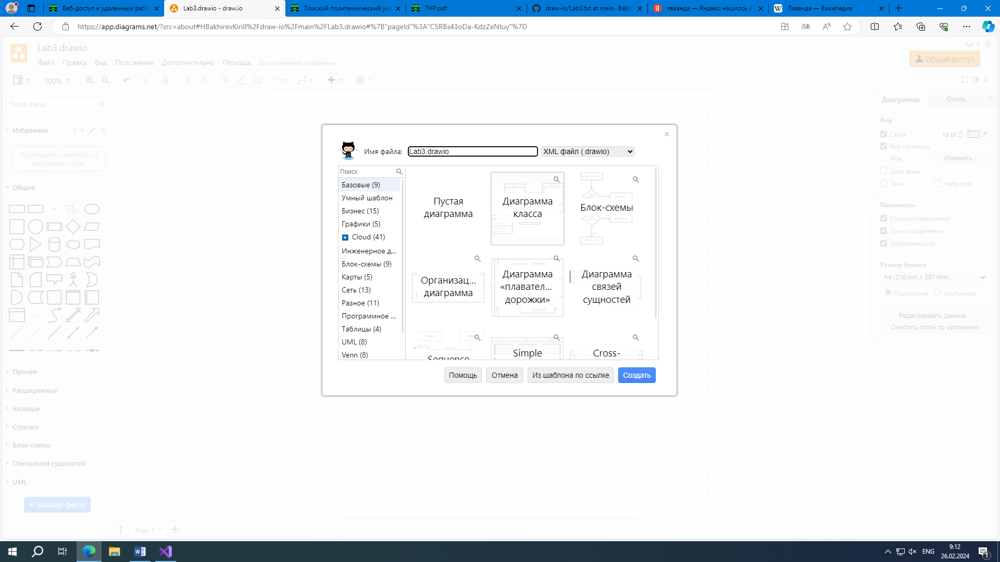 Веб-доступ к удаленным рабо
Lab3.drawio - draw.io
Томский политехнический уни
THP.pdf
draw-io/Lab3.txt at main · Bakh
лаванда — Яндекс: нашлось 4
Лаванда — Википедия
https://app.diagrams.net/?src=about#HBakhirevKirill%2Fdraw-io%2Fmain%2FLab3.drawio#%7B"pageId"%3A"C5RBs43oDa-KdzZeNtuy"%7D
Lab3.drawio
null
Файл Правка Вид Положение Дополнительно Помощь Все изменения сохранены
Общий доступ
100%
Поиск фигур
Диаграмма Стиль
Избранное ?
Перетащите элементы из диаграммы сюда
Общие
Прочее
Расширенные
Базовые
Стрелки
Блок-схемы
Отношения сущностей
UML
+ Больше фигур
Имя файла: Lab3.drawio XML файл (.drawio)
Поиск
Базовые (9)
Умный шаблон
Бизнес (15)
Графики (5)
Cloud (41)
Инженерное д...
Блок-схемы (9)
Карты (5)
Сеть (13)
Разное (11)
Программное ...
Таблицы (4)
UML (8)
Venn (8)
Пустая
диаграмма
Диаграмма
класса
Блок-схемы
Организац...
диаграмма
Диаграмма
«плавател...
дорожки»
Диаграмма
связей
сущностей
Sequence
Simple
Cross-
Помощь Отмена Из шаблона по ссылке Создать
Вид
Сетка 10 pt
Вид страницы
Фон Изменить...
Цвет фона
Тень Набросок
Параметры
Стрелки соединения
Точки соединения
Направляющие
Размер бумаги
A4 (210 mm x 297 mm)
Портретная Альбомная
Редактировать данные...
Очистить стиль по умолчанию
Page-1
ENG
9:12
26.02.2024
1